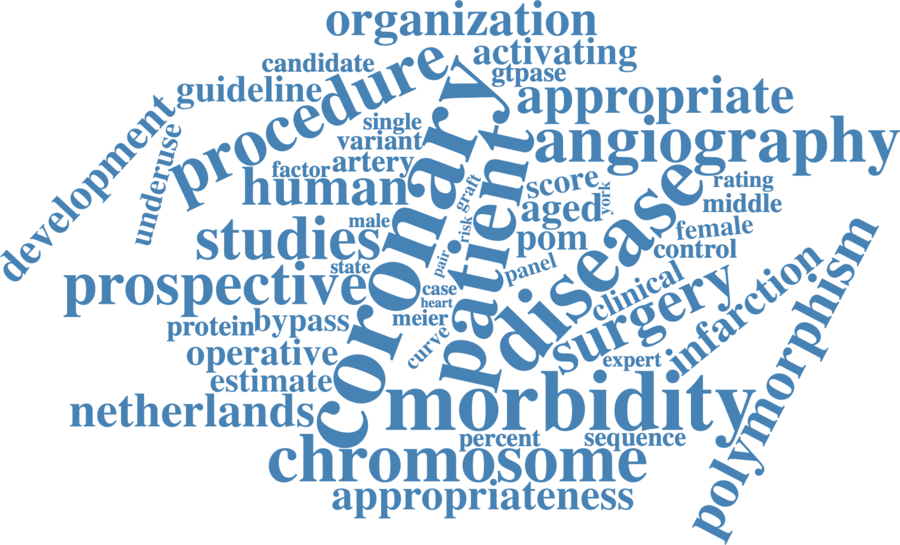 organization
candidate
activating
gtpase
guideline
procedure
appropriate
development
underuse
single
variant
artery
factor
human
coronary
patient
angiography
graft
score
york
rating
middle
aged
disease
male
risk
female
studies
pom
control
pair
state
panel
prospective
case
heart
clinical
polymorphism
protein
bypass
meier
surgery
infarction
curve
operative
expert
estimate
netherlands
morbidity
percent
sequence
chromosome
appropriateness